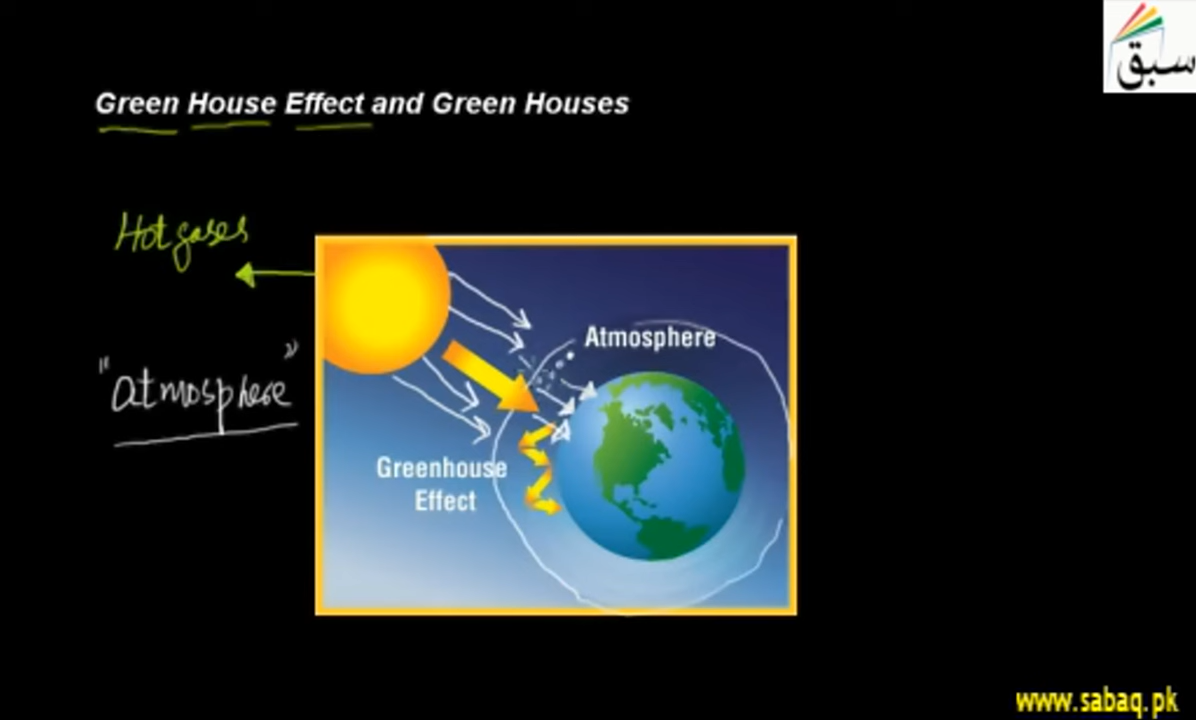 سبق
Green House Effect and Green Houses
Hot gases
"atmosphere"
Atmosphere
Greenhouse
Effect
www.sabaq.pk